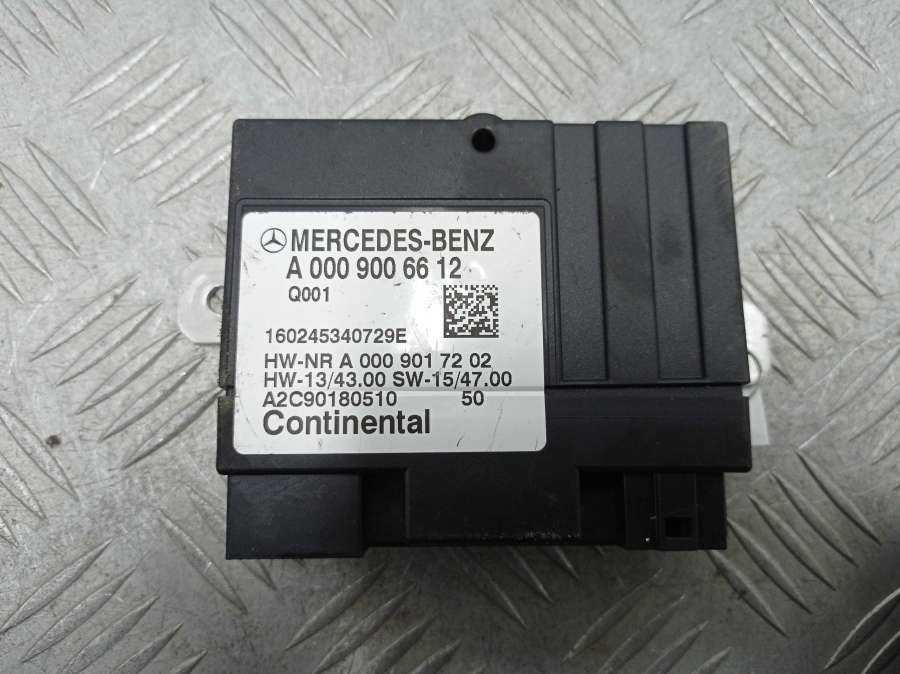 MERCEDES-BENZ
A 000 900 66 12
Q001
160245340729E
HW-NR A 000 901 72 02
HW-13/43.00 SW-15/47.00
A2C90180510 50
Continental